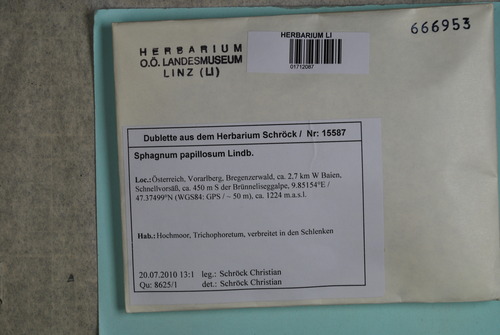 666953
HERBARIUM
O.Ö. LANDESMUSEUM
LINZ (LI)
HERBARIUM LI
01712087
Dublette aus dem Herbarium Schröck / Nr: 15587
Sphagnum papillosum Lindb.
Loc.: Österreich, Vorarlberg, Bregenzerwald, ca. 2.7 km W Baien,
Schnellvorsäß, ca. 450 m S der Brünneliseggalpe, 9.85154°E /
47.37499°N (WGS84: GPS / ~ 50 m), ca. 1224 m.a.s.l.
Hab.: Hochmoor, Trichophoretum, verbreitet in den Schlenken
20.07.2010 13:1 leg.: Schröck Christian
Qu: 8625/1 det.: Schröck Christian